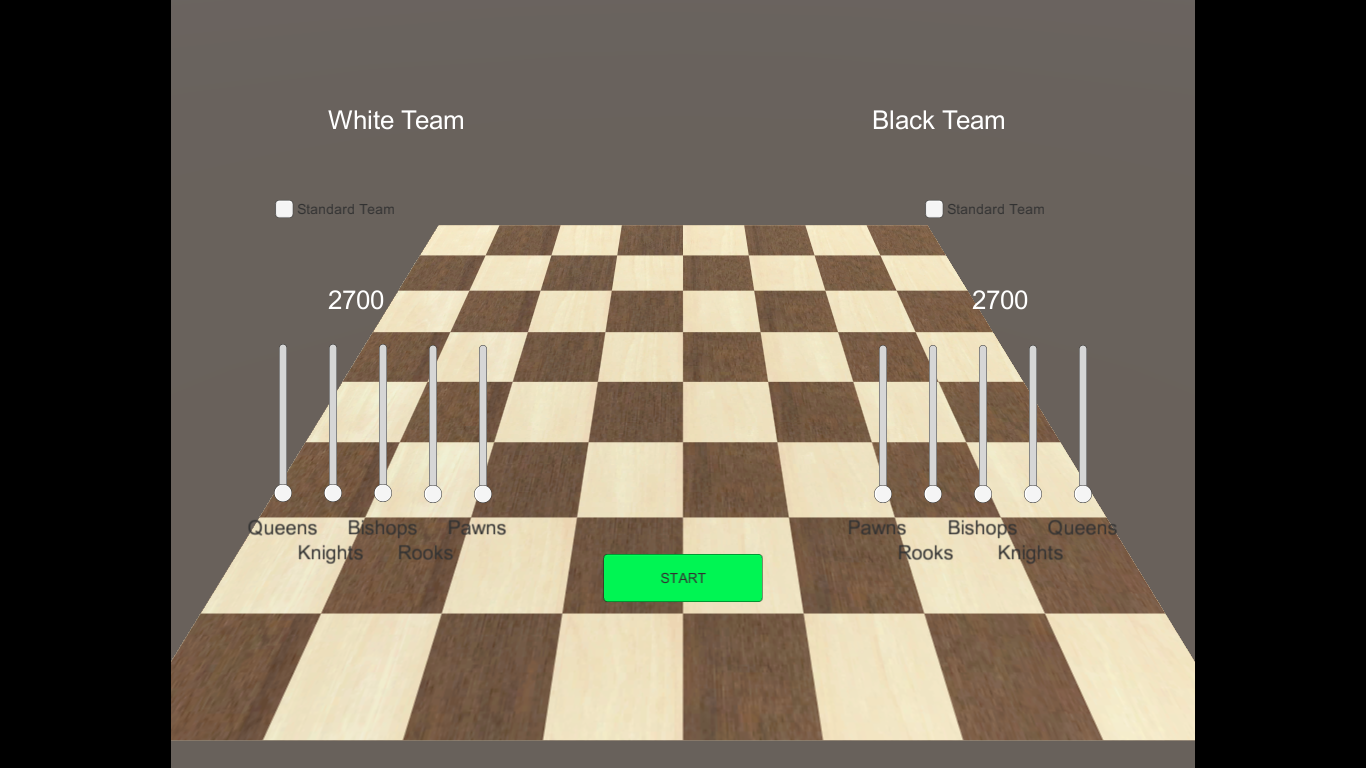 White Team
Black Team
Standard Team
Standard Team
2700
2700
Queens
Bishops
Pawns
Knights
Rooks
Pawns
Bishops
Queens
Rooks
Knights
START